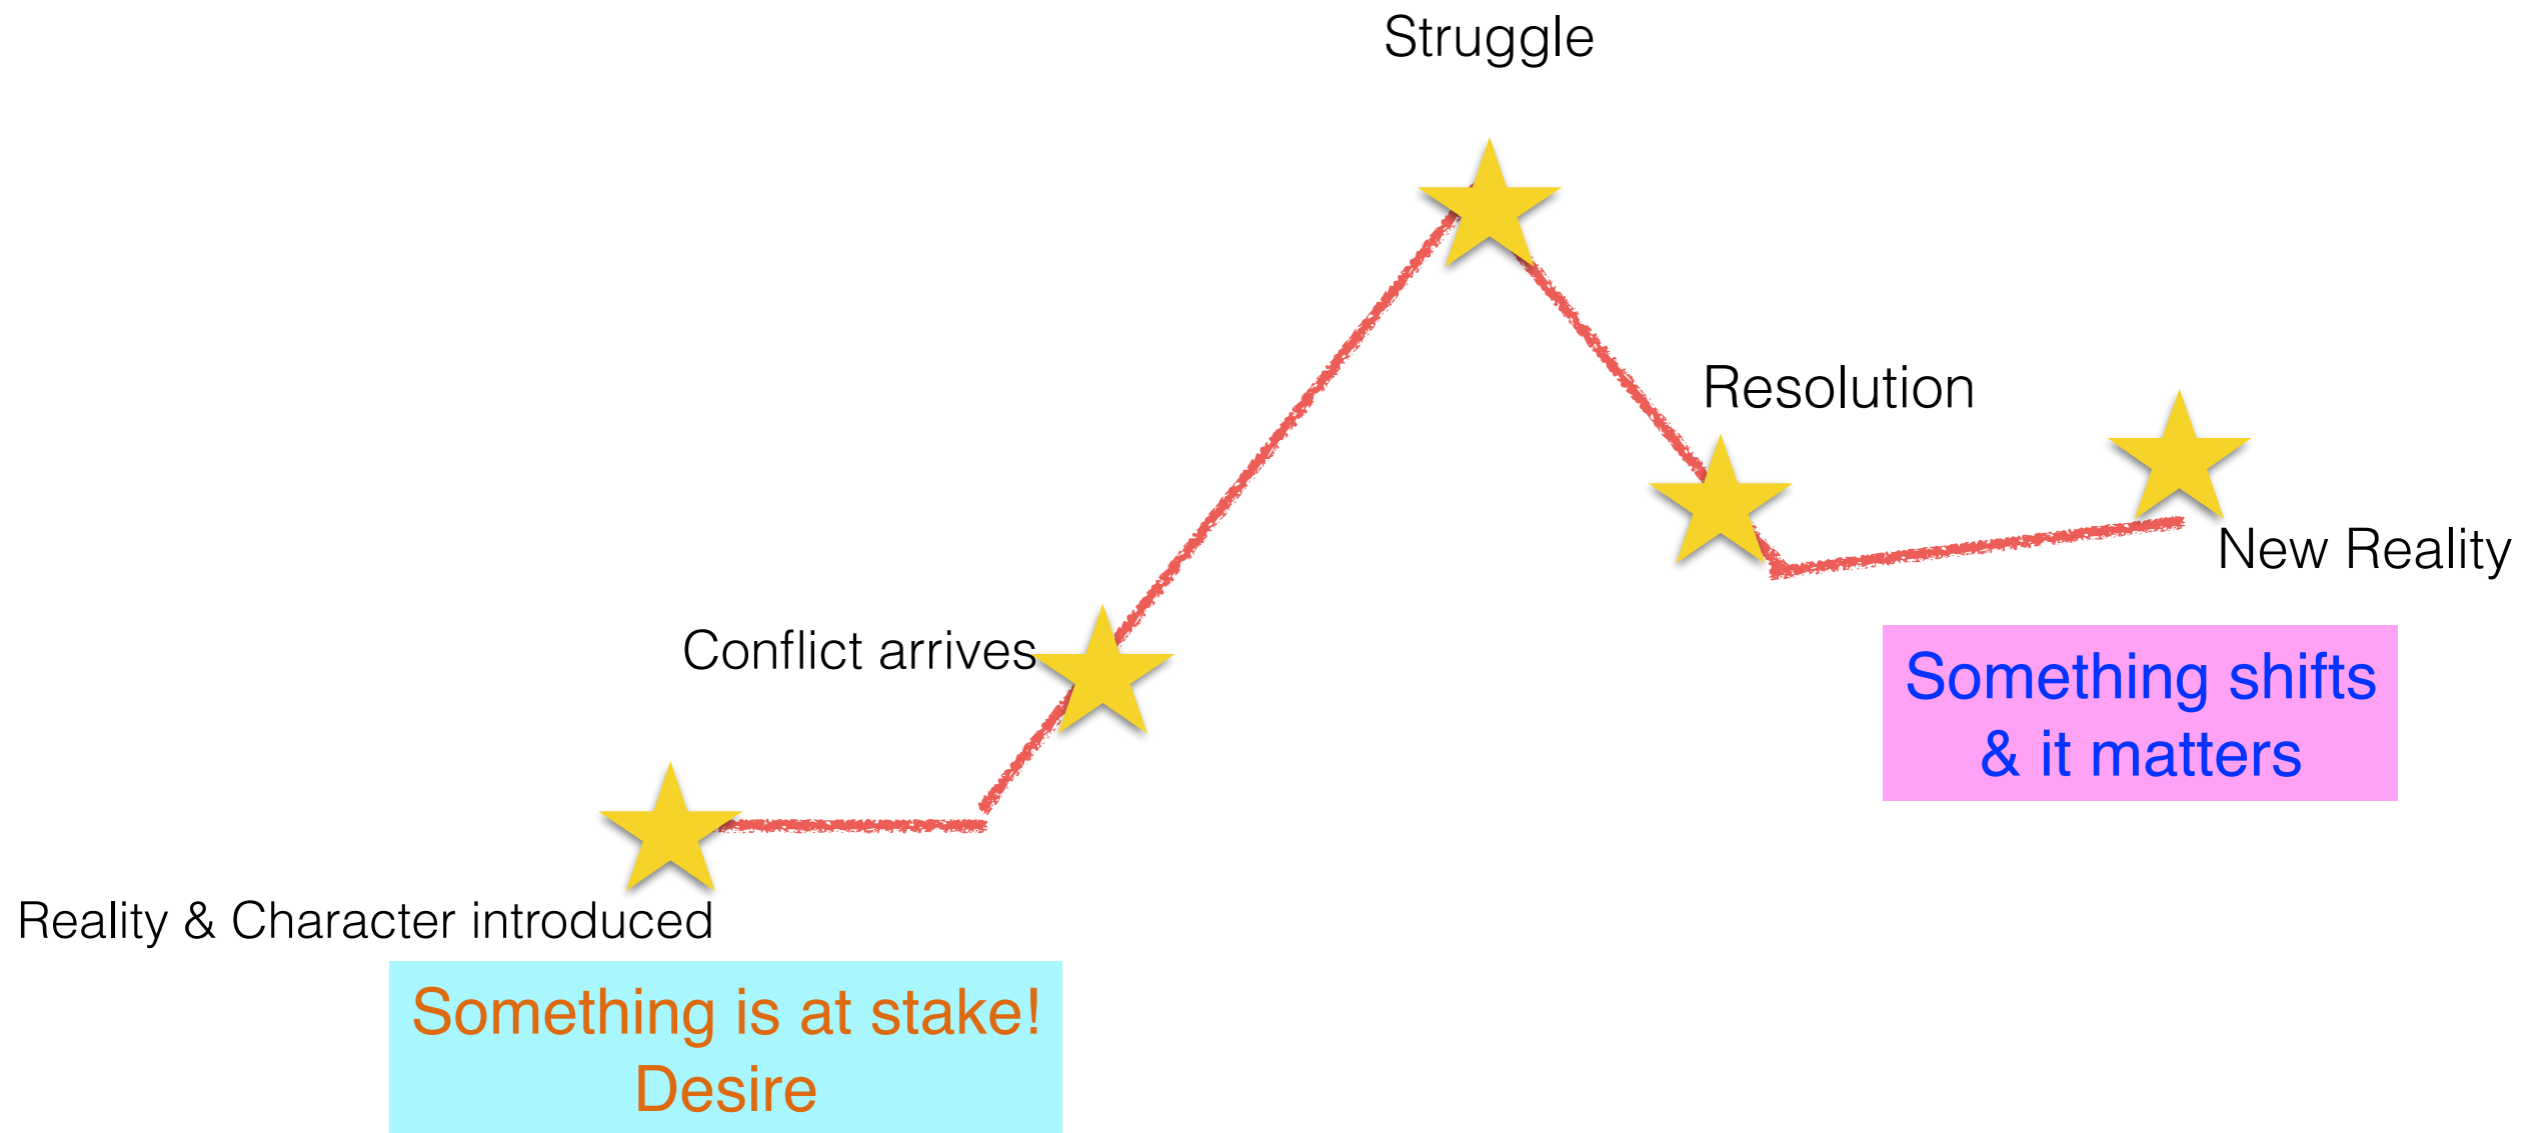 Struggle
Resolution
New Reality
Conflict arrives
Something shifts
& it matters
Reality & Character introduced
Something is at stake!
Desire